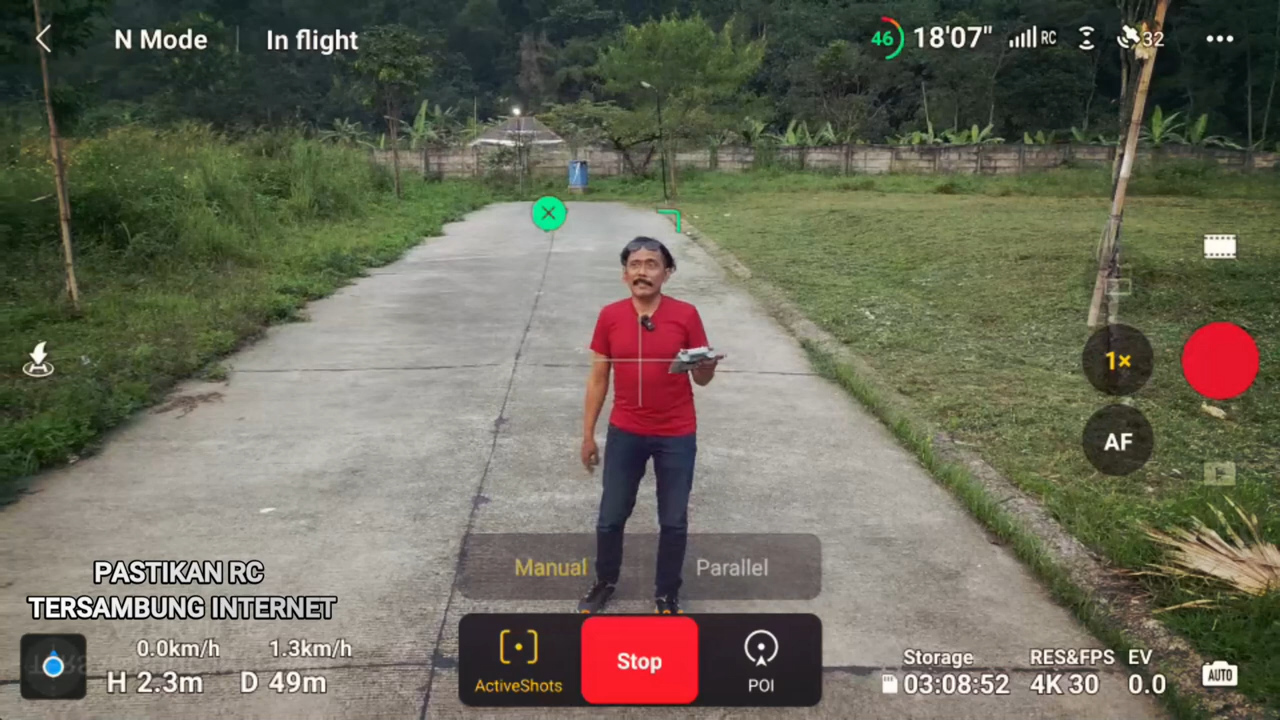 N Mode
In flight
46
18'07"
RC
32
1×
AF
PASTIKAN RC
TERSAMBUNG INTERNET
Manual
Parallel
0.0km/h
1.3km/h
H 2.3m
D 49m
ActiveShots
Stop
POI
Storage
03:08:52
RES&FPS
4K 30
EV
0.0
AUTO